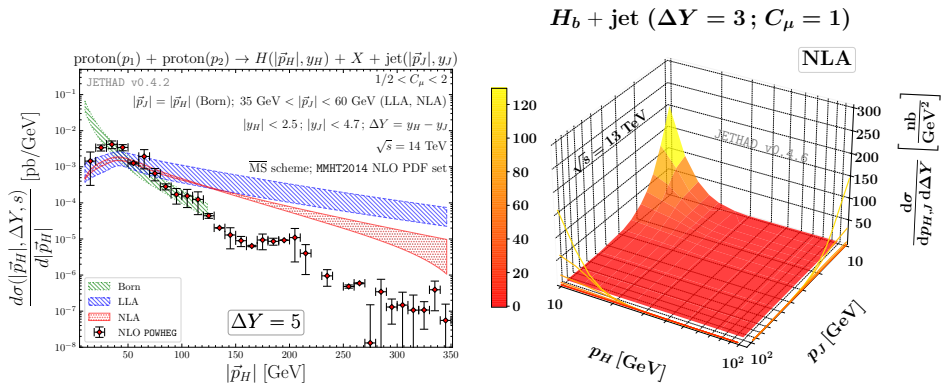 proton(p₁) + proton(p₂) → H(|p⃗_H|, y_H) + X + jet(|p⃗_J|, y_J)
JETHAD v0.4.2
1/2 < C_μ < 2
|p⃗_J| = |p⃗_H| (Born); 35 GeV < |p⃗_J| < 60 GeV (LLA, NLA)
|y_H| < 2.5 ; |y_J| < 4.7 ; ΔY = y_H − y_J
√s = 14 TeV
M̅S̅ scheme; MMHT2014 NLO PDF set
dσ(|p⃗_H|, ΔY, s) / d|p⃗_H| [pb/GeV]
10⁻¹
10⁻²
10⁻³
10⁻⁴
10⁻⁵
10⁻⁶
10⁻⁷
10⁻⁸
Born
LLA
NLA
NLO POWHEG
ΔY = 5
0 50 100 150 200 250 300 350
|p⃗_H| [GeV]
H_b + jet (ΔY = 3 ; C_μ = 1)
NLA
√s = 13 TeV
JETHAD v0.4.6
120
100
80
60
40
20
0
300
250
200
150
100
50
dσ / dp_H,J dΔY [nb / GeV²]
10
10² 10²
10
p_H [GeV]
p_J [GeV]